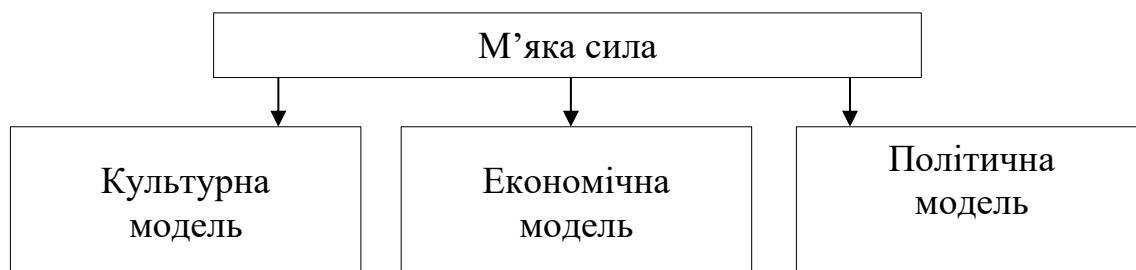 М’яка сила
Культурна
модель
Економічна
модель
Політична
модель